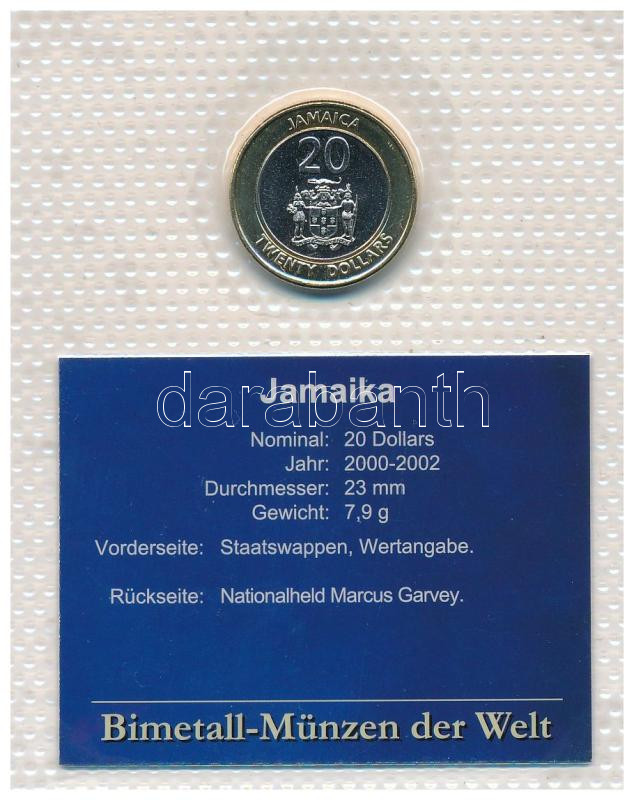 JAMAICA
20
TWENTY DOLLARS
Jamaika
darabanth
Nominal: 20 Dollars
Jahr: 2000-2002
Durchmesser: 23 mm
Gewicht: 7,9 g
Vorderseite: Staatswappen, Wertangabe.
Rückseite: Nationalheld Marcus Garvey.
Bimetall-Münzen der Welt